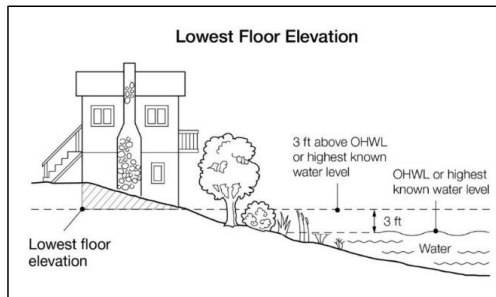 Lowest Floor Elevation
3 ft above OHWL
or highest known
water level
OHWL or highest
known water level
3 ft
Water
Lowest floor
elevation